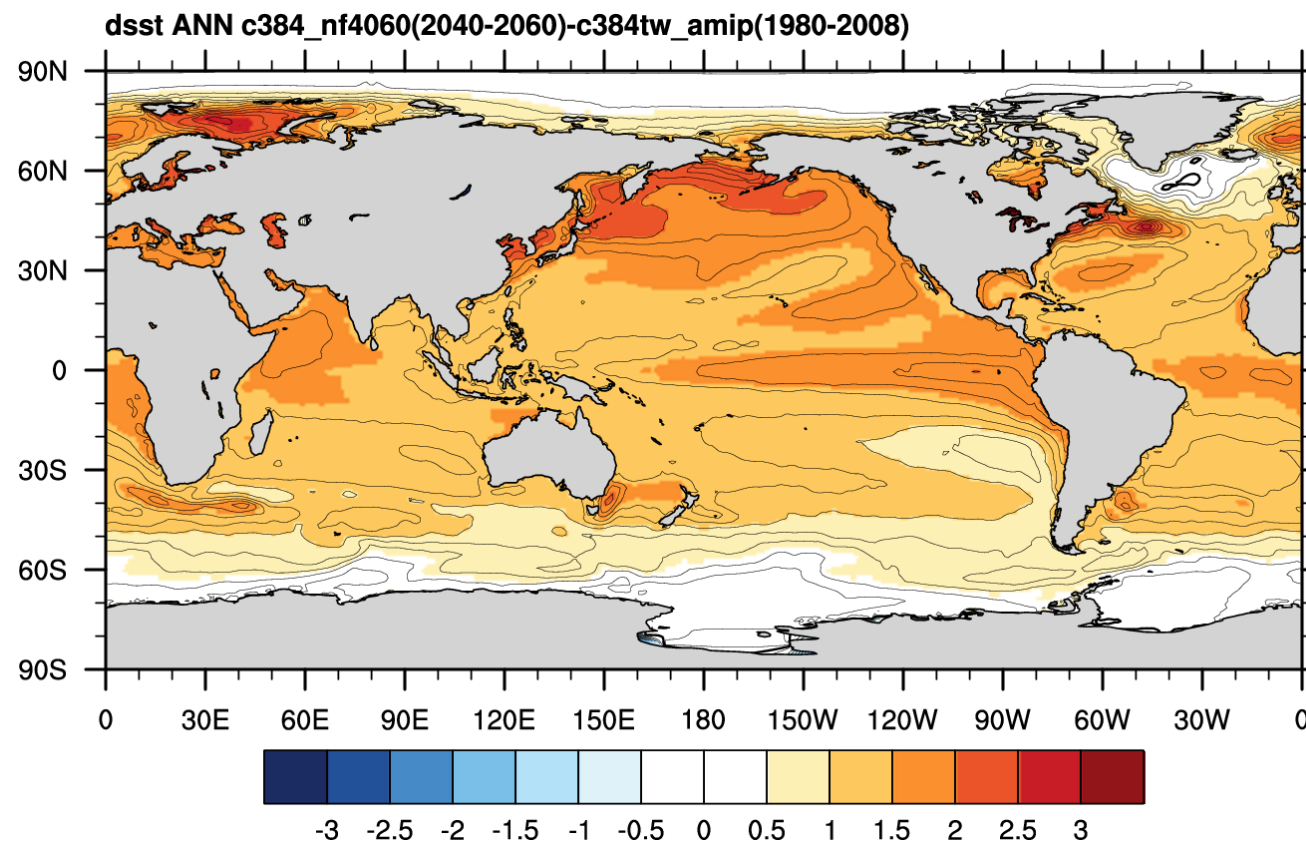 dsst ANN c384_nf4060(2040-2060)-c384tw_amip(1980-2008)
90N
60N
30N
0
30S
60S
90S
0 30E 60E 90E 120E 150E 180 150W 120W 90W 60W 30W 0
-3 -2.5 -2 -1.5 -1 -0.5 0 0.5 1 1.5 2 2.5 3